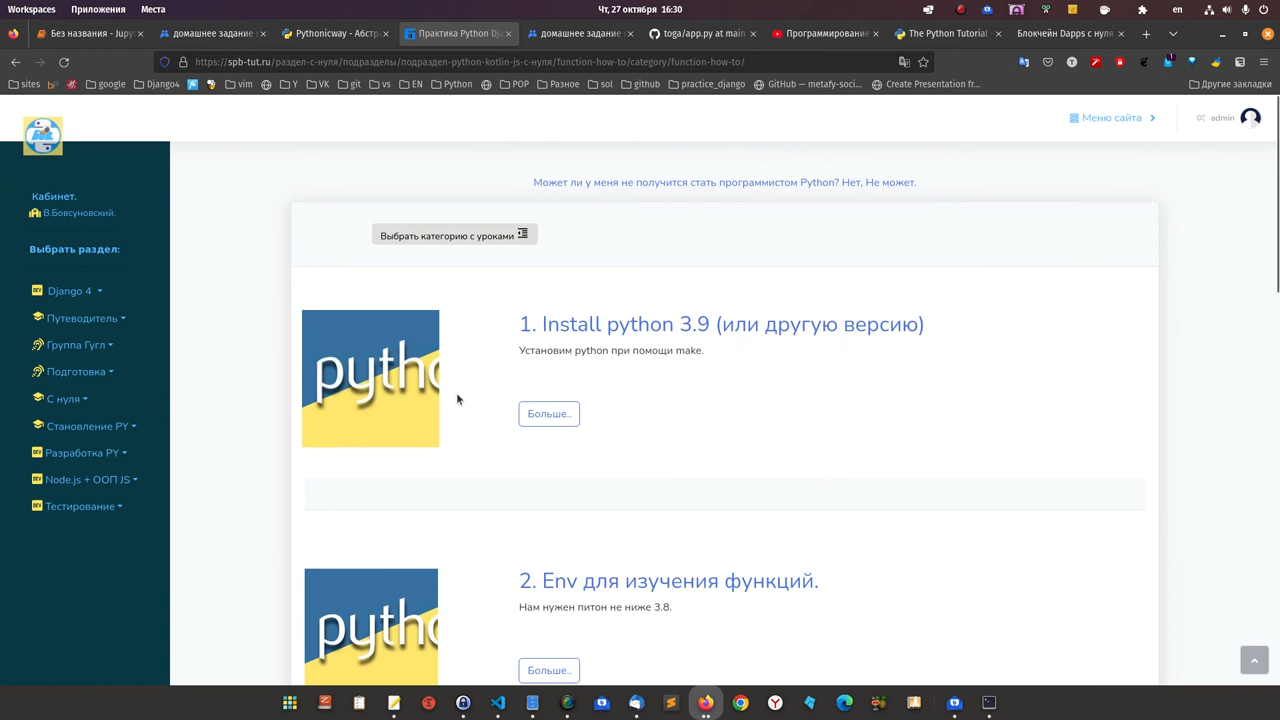 Workspaces Приложения Места
Чт, 27 октября 16:30
en
Без названия - Jupyt
домашнее задание в
Pythonicway - Абстра
Практика Python Dja
домашнее задание в
toga/app.py at main
Программирование
The Python Tutorial —
Блокчейн Dapps с нуля
https://spb-tut.ru/раздел-с-нуля/подразделы/подраздел-python-kotlin-js-с-нуля/function-how-to/category/function-how-to/
sites
google
Django4
vim
Y
VK
git
vs
EN
Python
POP
Разное
sol
github
practice_django
GitHub — metafy-soci…
Create Presentation fr…
Другие закладки
Меню сайта
admin
Кабинет.
В.Бовсуновский.
Выбрать раздел:
Django 4
Путеводитель
Группа Гугл
Подготовка
С нуля
Становление PY
Разработка PY
Node.js + ООП JS
Тестирование
Может ли у меня не получится стать программистом Python? Нет, Не может.
Выбрать категорию с уроками
1. Install python 3.9 (или другую версию)
Установим python при помощи make.
Больше..
2. Env для изучения функций.
Нам нужен питон не ниже 3.8.
Больше..